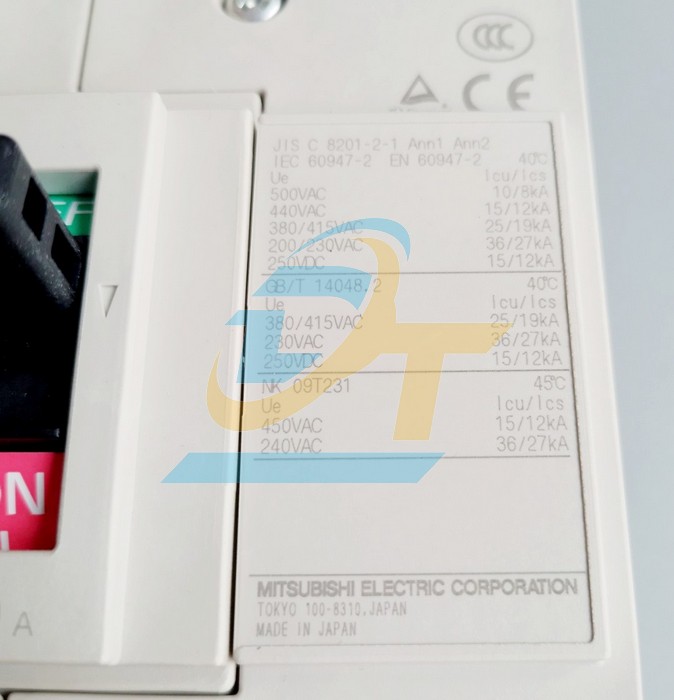 CCC
CE
JIS C 8201-2-1 Ann1 Ann2
IEC 60947-2 EN 60947-2 40℃
Ue Icu/Ics
500VAC 10/8kA
440VAC 15/12kA
380/415VAC 25/19kA
200/230VAC 36/27kA
250VDC 15/12kA
GB/T 14048.2 40℃
Ue Icu/Ics
380/415VAC 25/19kA
230VAC 36/27kA
250VDC 15/12kA
NK 09T231 45℃
Ue Icu/Ics
450VAC 15/12kA
240VAC 36/27kA
MITSUBISHI ELECTRIC CORPORATION
TOKYO 100-8310,JAPAN
MADE IN JAPAN
ON
A
DT